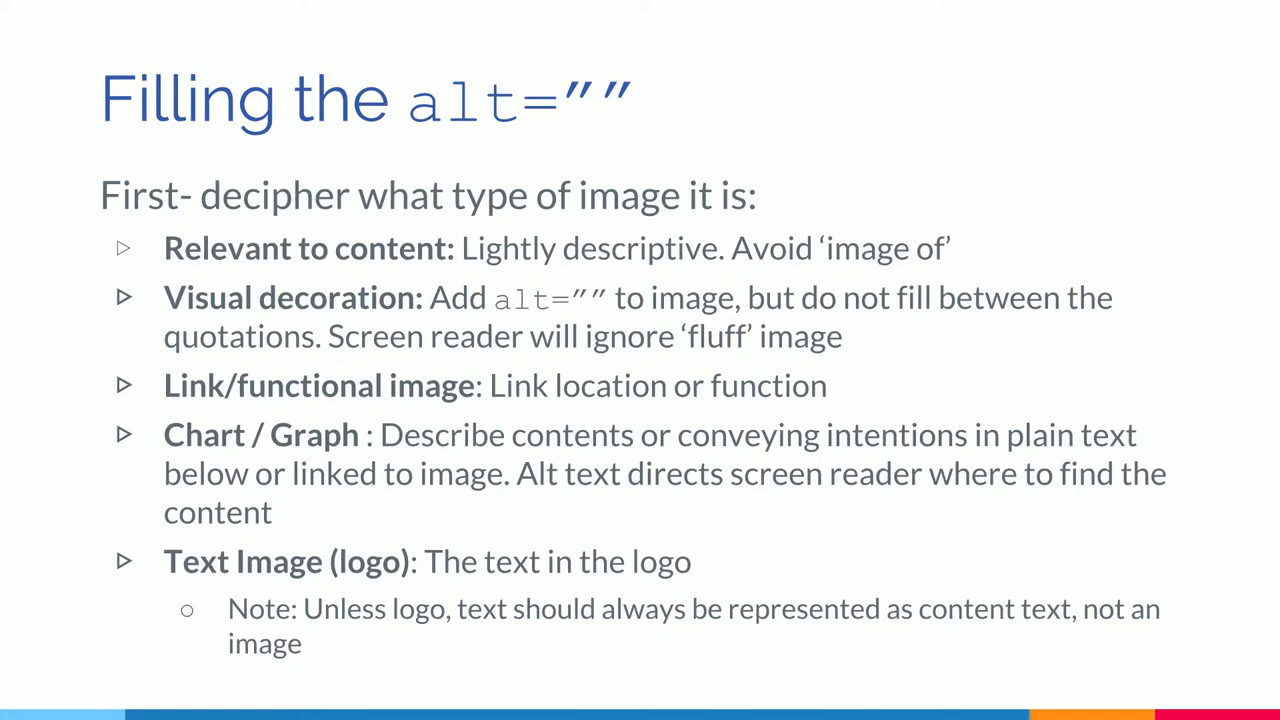 Filling the alt=””
First- decipher what type of image it is:
Relevant to content: Lightly descriptive. Avoid ‘image of’
Visual decoration: Add alt=”” to image, but do not fill between the
quotations. Screen reader will ignore ‘fluff’ image
Link/functional image: Link location or function
Chart / Graph : Describe contents or conveying intentions in plain text
below or linked to image. Alt text directs screen reader where to find the
content
Text Image (logo): The text in the logo
Note: Unless logo, text should always be represented as content text, not an
image